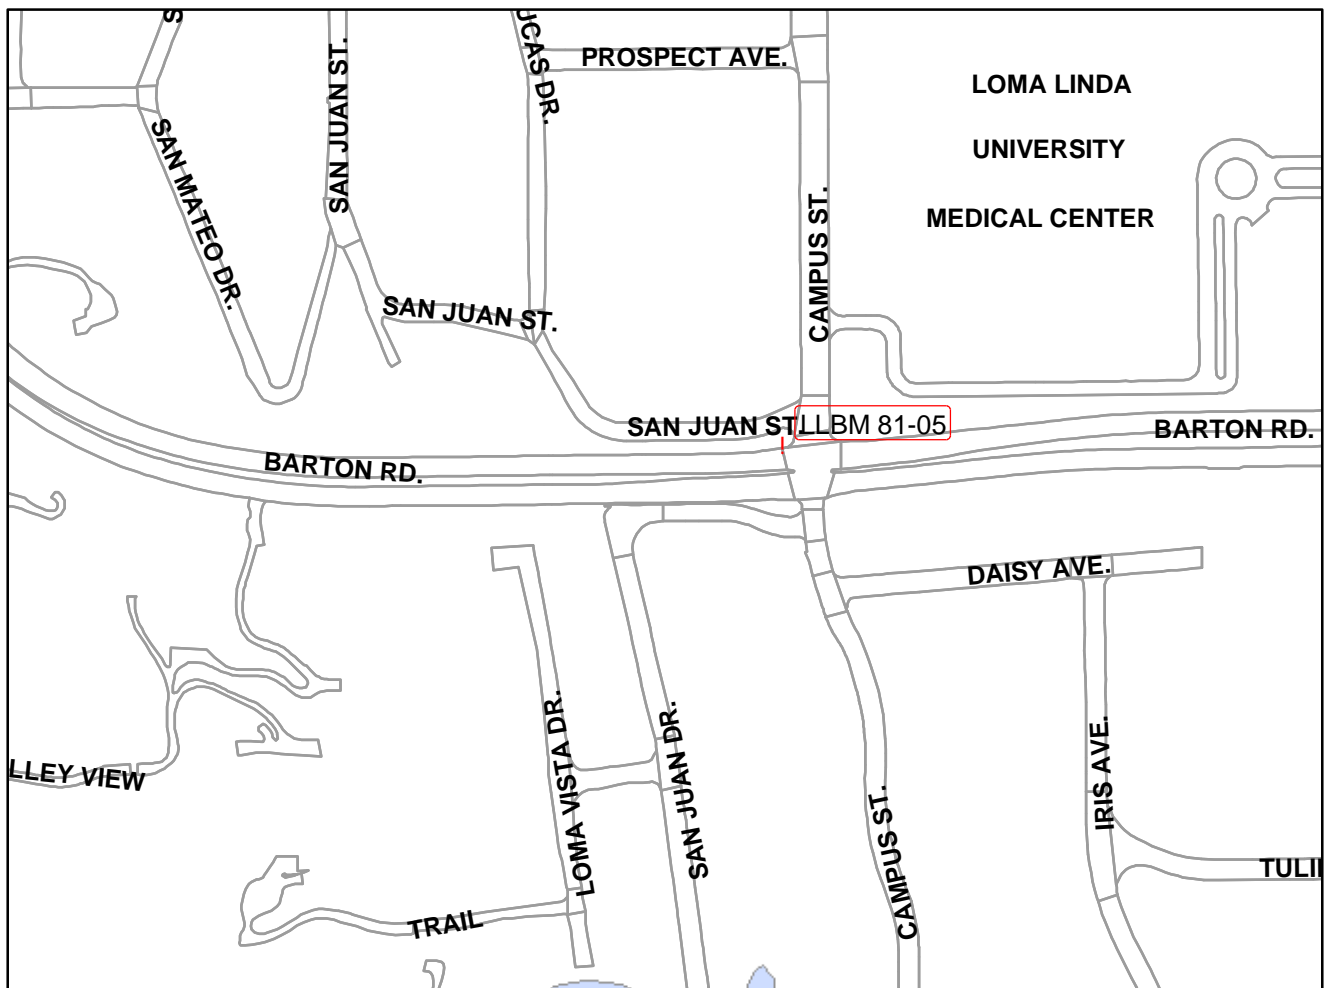 S
SAN JUAN ST.
UCAS DR.
PROSPECT AVE.
LOMA LINDA
UNIVERSITY
MEDICAL CENTER
SAN MATEO DR.
CAMPUS ST.
SAN JUAN ST.
SAN JUAN ST.
LLBM 81-05
BARTON RD.
BARTON RD.
DAISY AVE.
LOMA VISTA DR.
SAN JUAN DR.
IRIS AVE.
LLEY VIEW
CAMPUS ST.
TULI
TRAIL